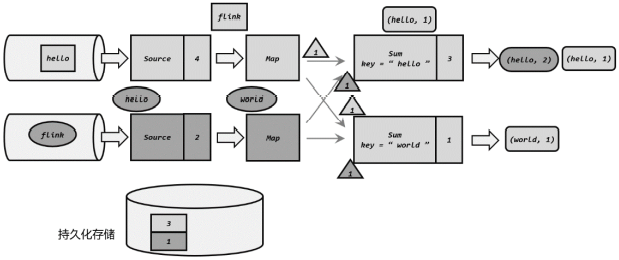 flink
(hello, 1)
1
hello
Source 4
Map
Sum
key = “ hello ”
3
(hello, 2)
(hello, 1)
1
hello
world
1
flink
Source 2
Map
Sum
key = “ world ”
1
(world, 1)
1
持久化存储
3
1